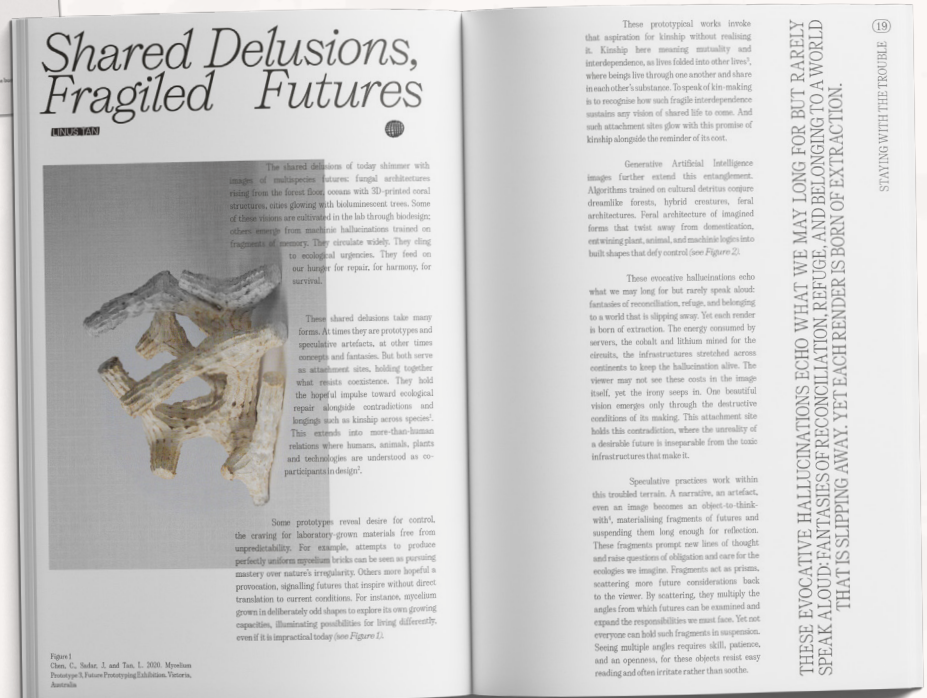 Shared Delusions,
Fragiled Futures
LINUS TAN
The shared delusions of today shimmer with
images of multispecies futures: fungal architectures
rising from the forest floor, oceans with 3D-printed coral
structures, cities glowing with bioluminescent trees. Some
of these visions are cultivated in the lab through biodesign;
others emerge from machinic hallucinations trained on
fragments of memory. They circulate widely. They cling
to ecological urgencies. They feed on
our hunger for repair, for harmony, for
survival.
These shared delusions take many
forms. At times they are prototypes and
speculative artefacts, at other times
concepts and fantasies. But both serve
as attachment sites, holding together
what resists coexistence. They hold
the hopeful impulse toward ecological
repair alongside contradictions and
longings such as kinship across species¹.
This extends into more-than-human
relations where humans, animals, plants
and technologies are understood as co-
participants in design².
Some prototypes reveal desire for control,
the craving for laboratory-grown materials free from
unpredictability. For example, attempts to produce
perfectly uniform mycelium bricks can be seen as pursuing
mastery over nature's irregularity. Others more hopeful a
provocation, signalling futures that inspire without direct
translation to current conditions. For instance, mycelium
grown in deliberately odd shapes to explore its own growing
capacities, illuminating possibilities for living differently,
even if it is impractical today (see Figure 1).
Figure 1
Chen, C., Sadar, J, and Tan, L. 2026. Mycelium
Prototype 3, Future Prototyping Exhibition. Victoria,
Australia
These prototypical works invoke
that aspiration for kinship without realising
it. Kinship here meaning mutuality and
interdependence, as lives folded into other lives³,
where beings live through one another and share
in each other's substance. To speak of kin-making
is to recognise how such fragile interdependence
sustains any vision of shared life to come. And
such attachment sites glow with this promise of
kinship alongside the reminder of its cost.
Generative Artificial Intelligence
images further extend this entanglement.
Algorithms trained on cultural detritus conjure
dreamlike forests, hybrid creatures, feral
architectures. Feral architecture of imagined
forms that twist away from domestication,
entwining plant, animal, and machinic logics into
built shapes that defy control (see Figure 2).
These evocative hallucinations echo
what we may long for but rarely speak aloud:
fantasies of reconciliation, refuge, and belonging
to a world that is slipping away. Yet each render
is born of extraction. The energy consumed by
servers, the cobalt and lithium mined for the
circuits, the infrastructures stretched across
continents to keep the hallucination alive. The
viewer may not see these costs in the image
itself, yet the irony seeps in. One beautiful
vision emerges only through the destructive
conditions of its making. This attachment site
holds this contradiction, where the unreality of
a desirable future is inseparable from the toxic
infrastructures that make it.
Speculative practices work within
this troubled terrain. A narrative, an artefact,
even an image becomes an object-to-think-
with⁴, materialising fragments of futures and
suspending them long enough for reflection.
These fragments prompt new lines of thought
and raise questions of obligation and care for the
ecologies we imagine. Fragments act as prisms,
scattering more future considerations back
to the viewer. By scattering, they multiply the
angles from which futures can be examined and
expand the responsibilities we must face. Yet not
everyone can hold such fragments in suspension.
Seeing multiple angles requires skill, patience,
and an openness, for these objects resist easy
reading and often irritate rather than soothe.
THESE EVOCATIVE HALLUCINATIONS ECHO WHAT WE MAY LONG FOR BUT RARELY
SPEAK ALOUD: FANTASIES OF RECONCILIATION, REFUGE, AND BELONGING TO A WORLD
THAT IS SLIPPING AWAY. YET EACH RENDER IS BORN OF EXTRACTION.
19
STAYING WITH THE TROUBLE